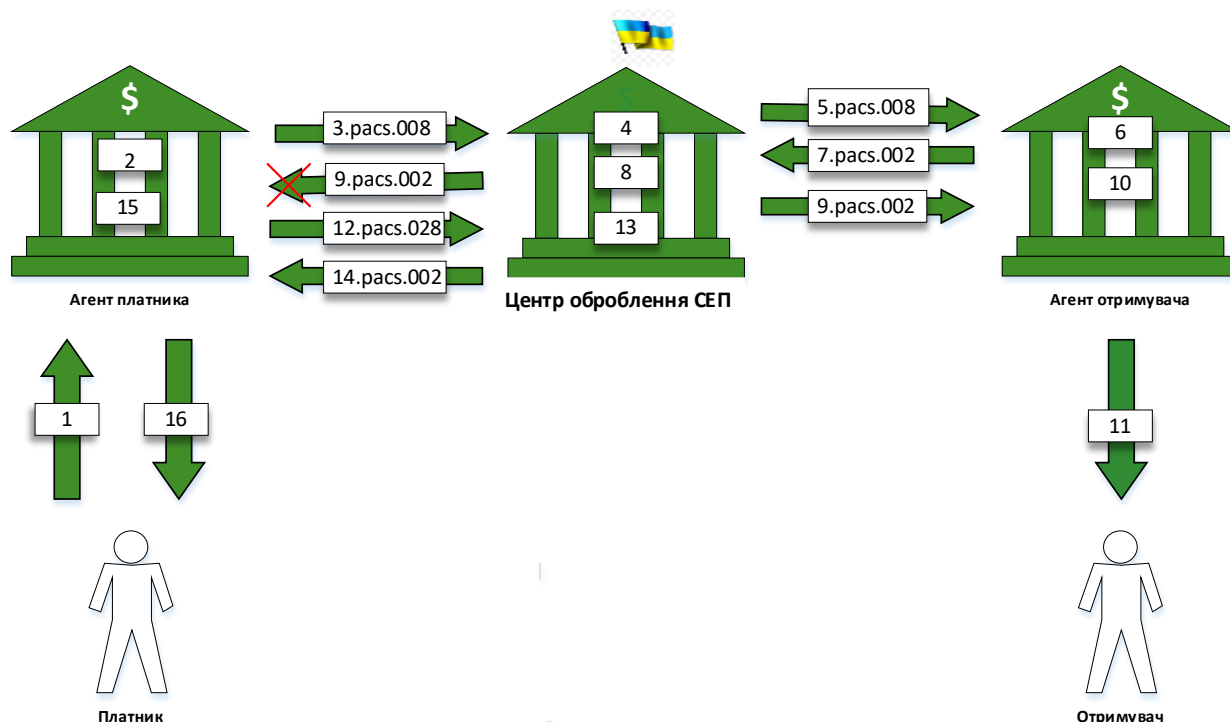 $
$
$
3.pacs.008
5.pacs.008
4
6
2
9.pacs.002
8
7.pacs.002
10
15
12.pacs.028
13
9.pacs.002
14.pacs.002
Агент платника
Центр оброблення СЕП
Агент отримувача
1
16
11
Платник
Отримувач